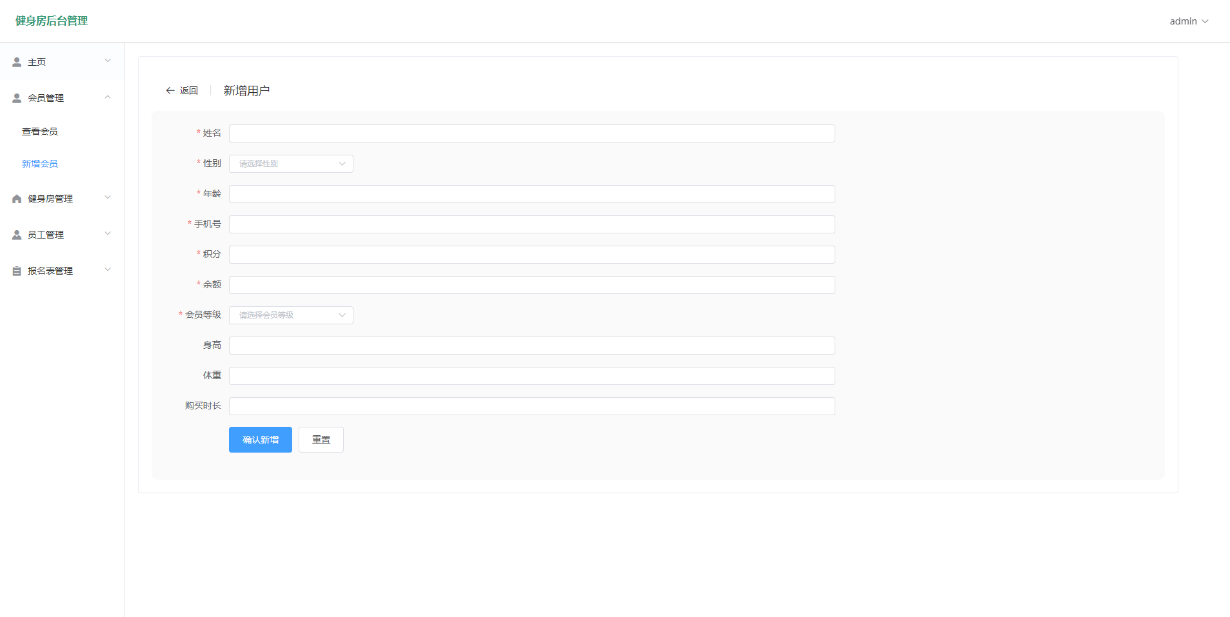 健身房后台管理
admin
主页
会员管理
查看会员
新增会员
健身房管理
员工管理
报名表管理
返回
新增用户
* 姓名
* 性别 请选择性别
* 年龄
* 手机号
* 积分
* 余额
* 会员等级 请选择会员等级
身高
体重
购买时长
确认新增 重置